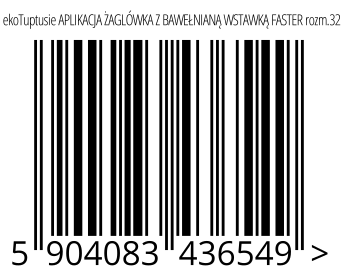 ekoTuptusie APLIKACJA ŻAGLÓWKA Z BAWEŁNIANĄ WSTAWKĄ FASTER rozm.32
5 904083 436549 >